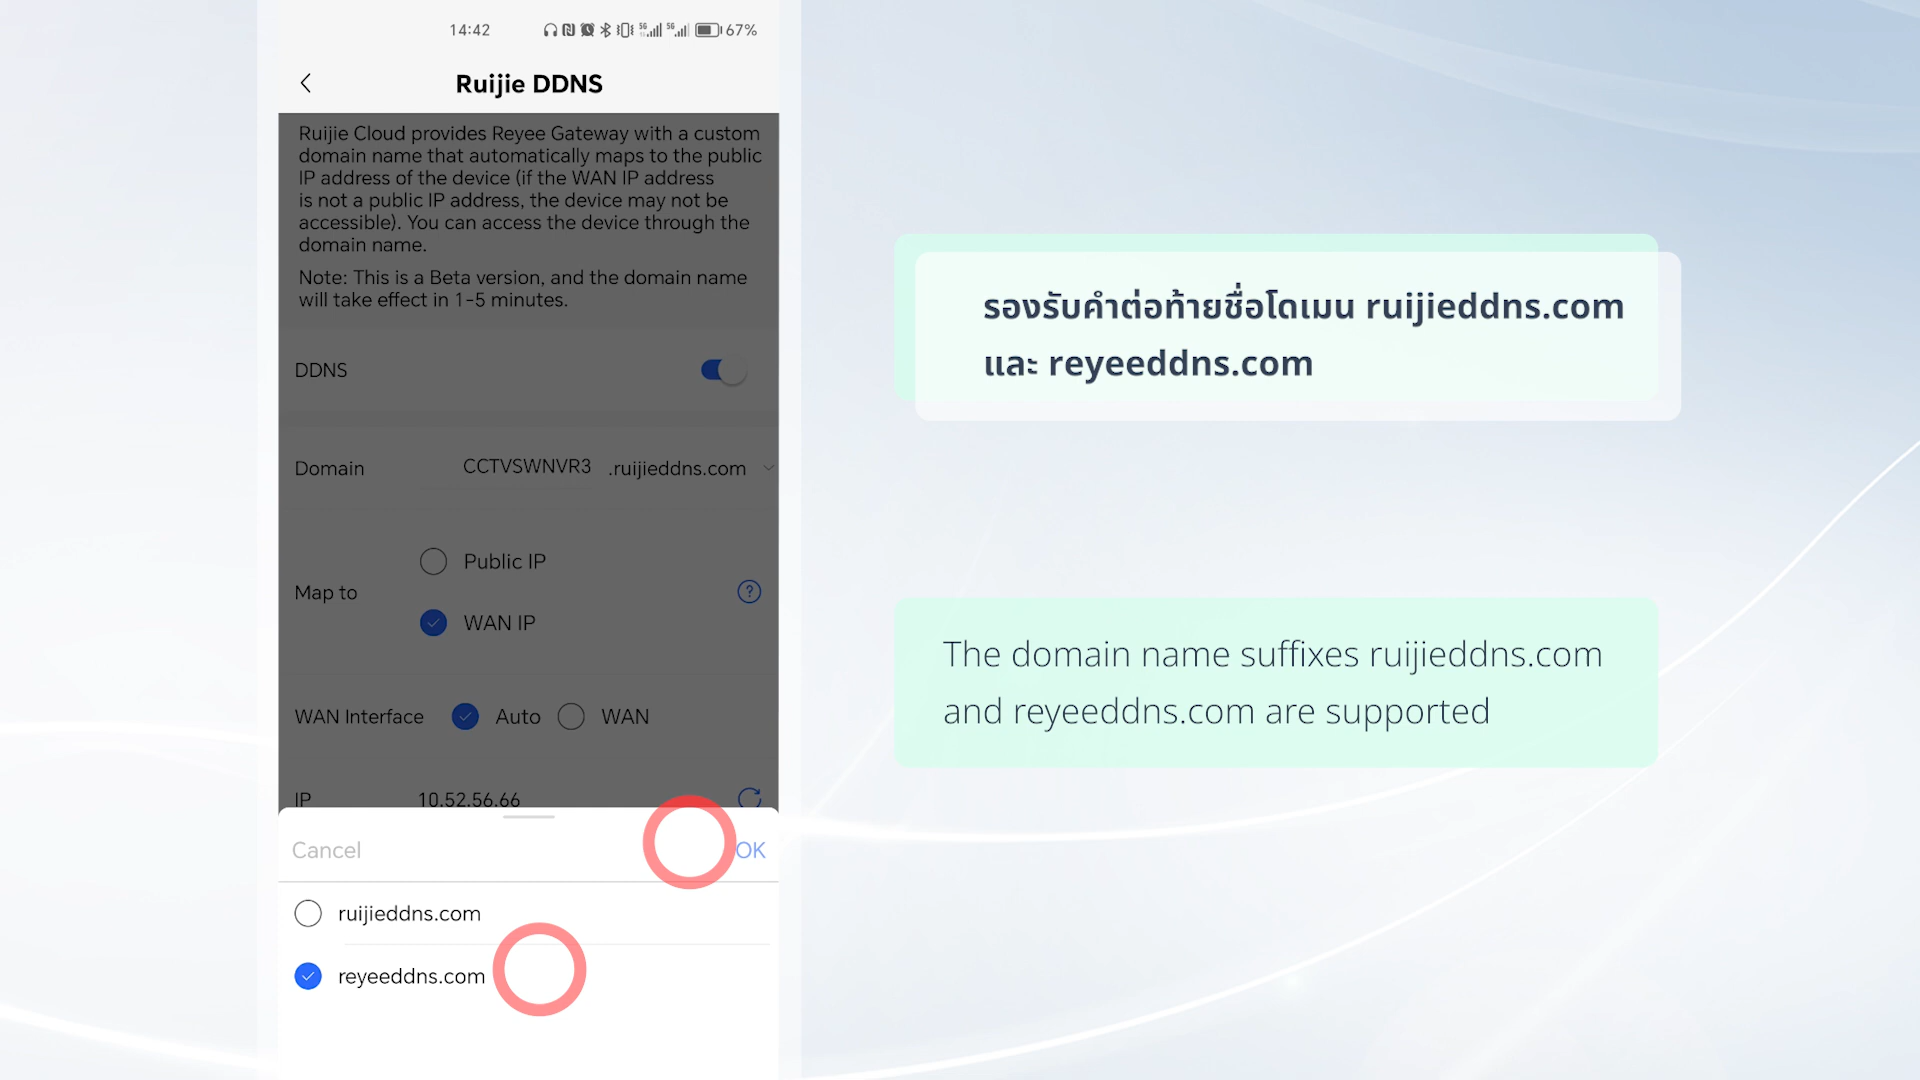 14:42
67%
Ruijie DDNS
Ruijie Cloud provides Reyee Gateway with a custom
domain name that automatically maps to the public
IP address of the device (if the WAN IP address
is not a public IP address, the device may not be
accessible). You can access the device through the
domain name.
Note: This is a Beta version, and the domain name
will take effect in 1-5 minutes.
DDNS
Domain CCTVSWNVR3 .ruijieddns.com
Public IP
Map to
WAN IP
WAN Interface Auto WAN
IP 10.52.56.66
Cancel OK
ruijieddns.com
reyeeddns.com
รองรับคำต่อท้ายชื่อโดเมน ruijieddns.com
และ reyeeddns.com
The domain name suffixes ruijieddns.com
and reyeeddns.com are supported